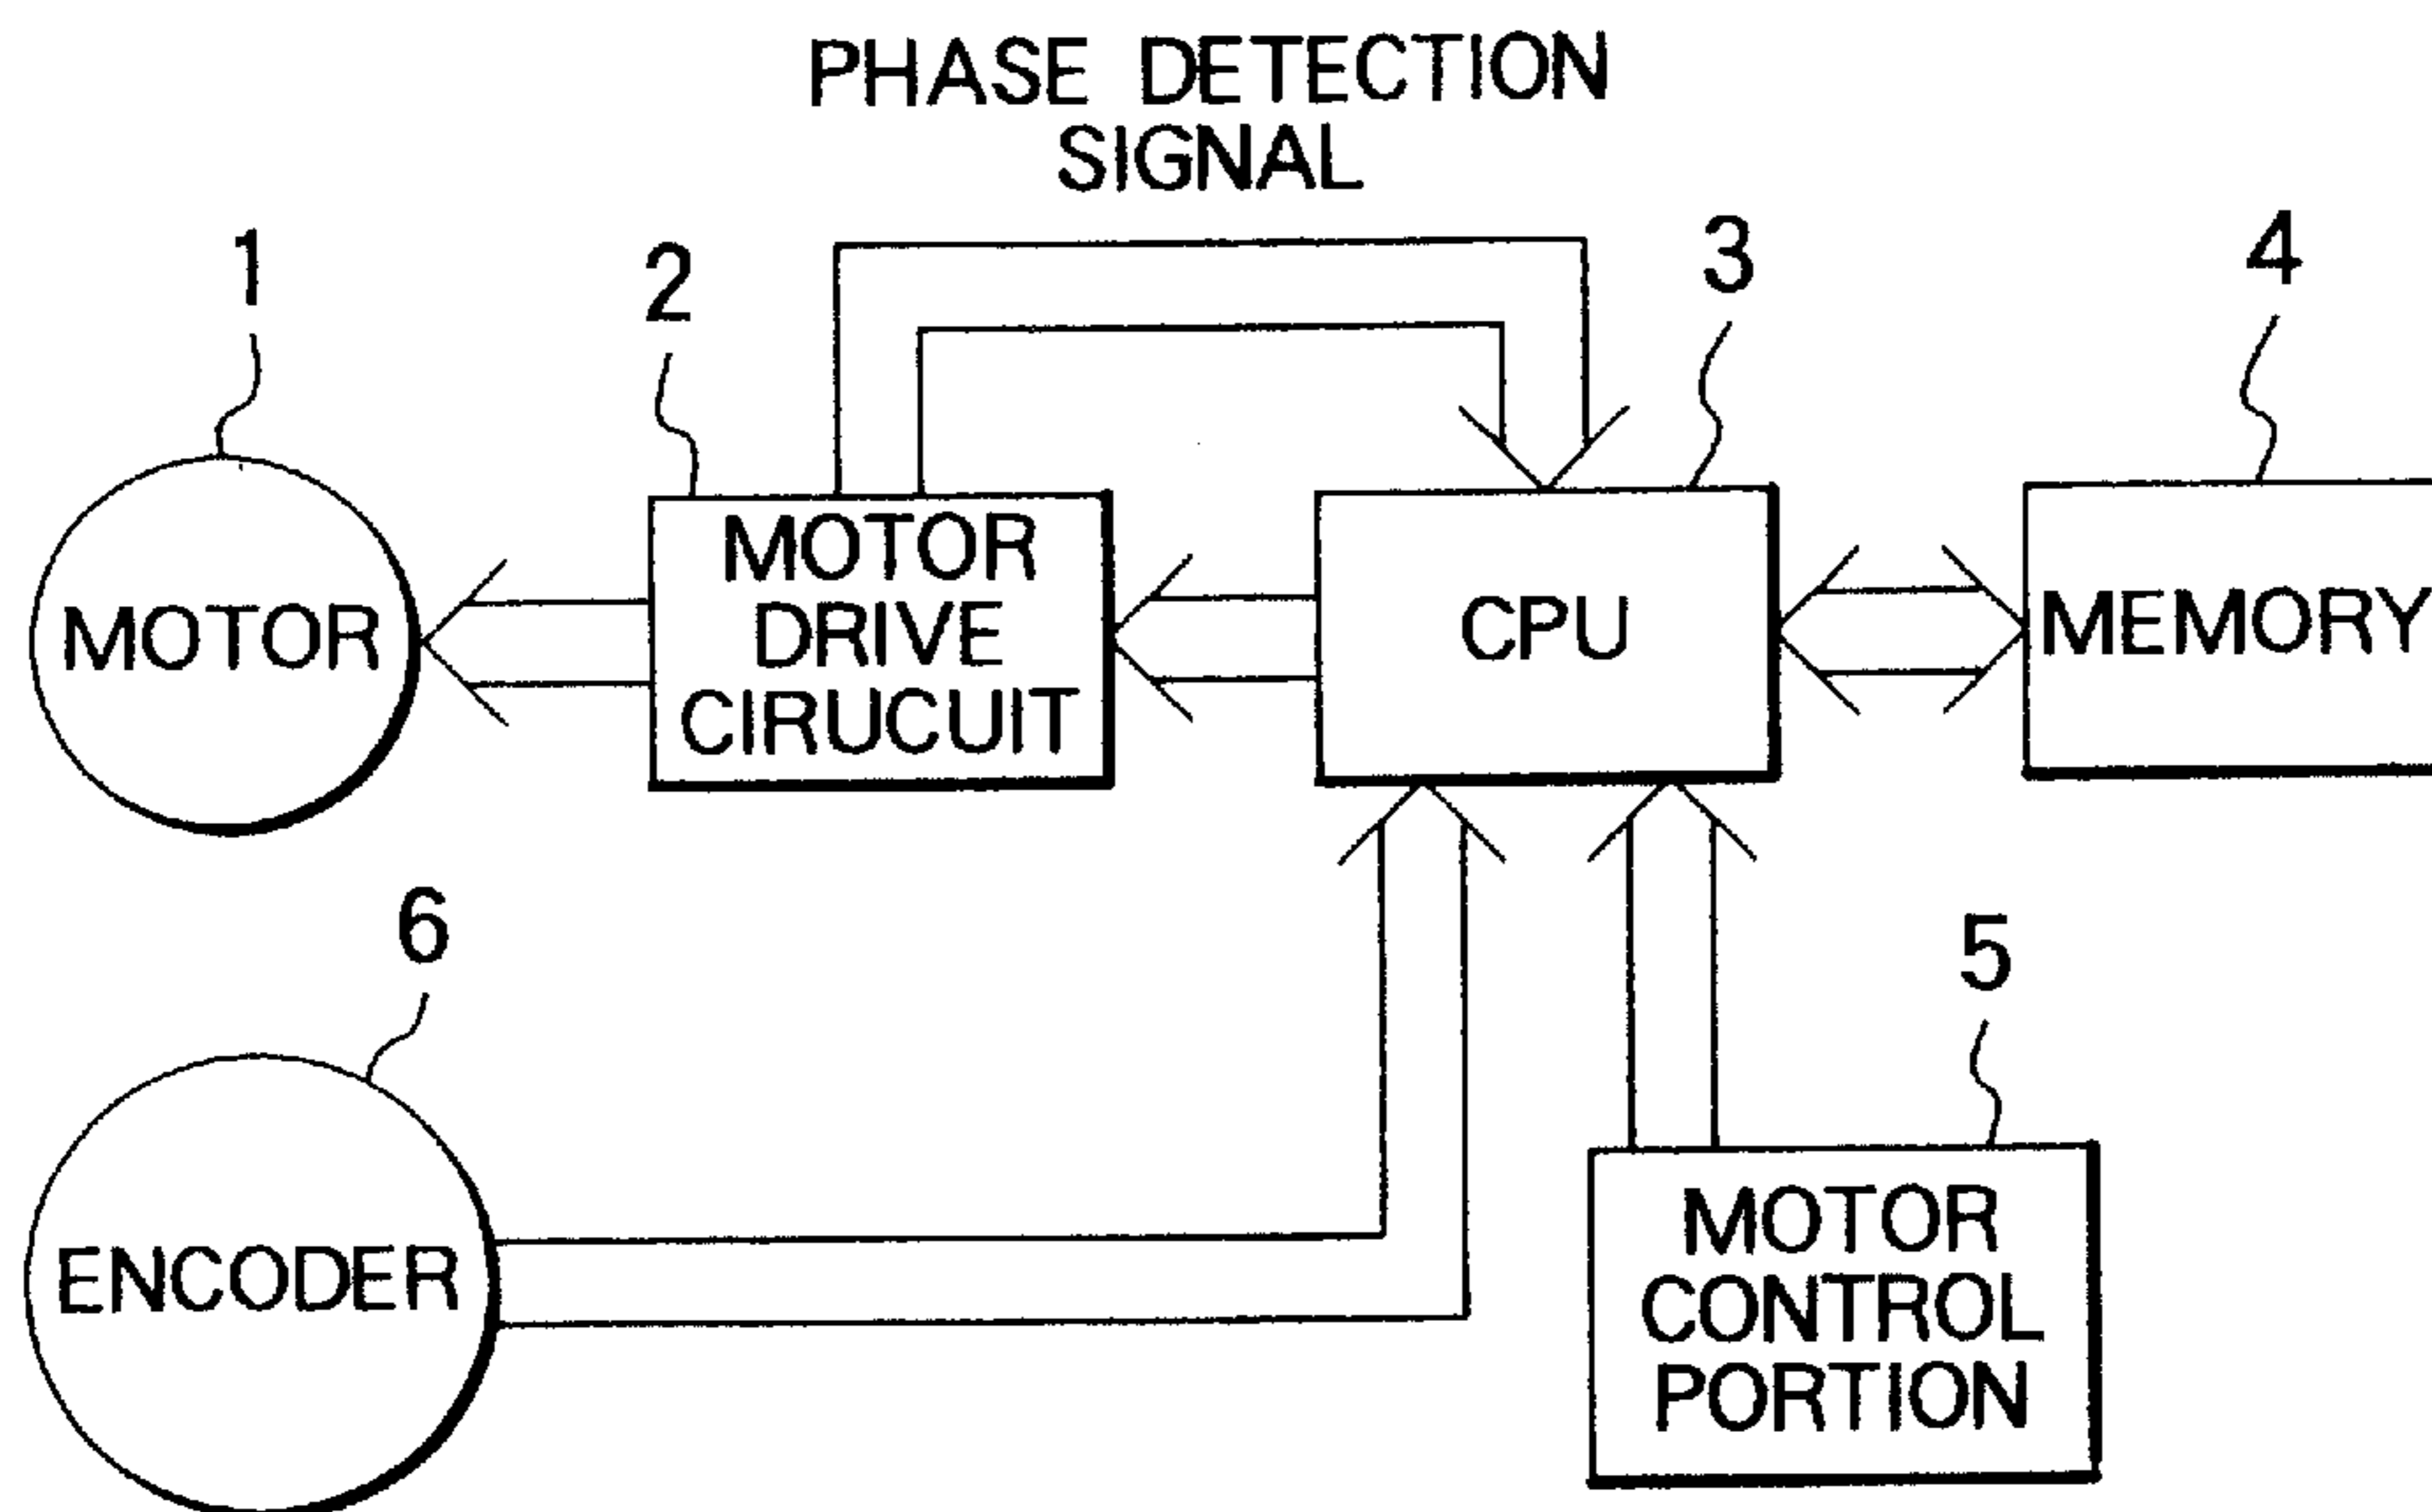 PHASE DETECTION
SIGNAL
1
2
3
4
MOTOR
MOTOR
DRIVE
CIRUCUIT
CPU
MEMORY
6
5
ENCODER
MOTOR
CONTROL
PORTION